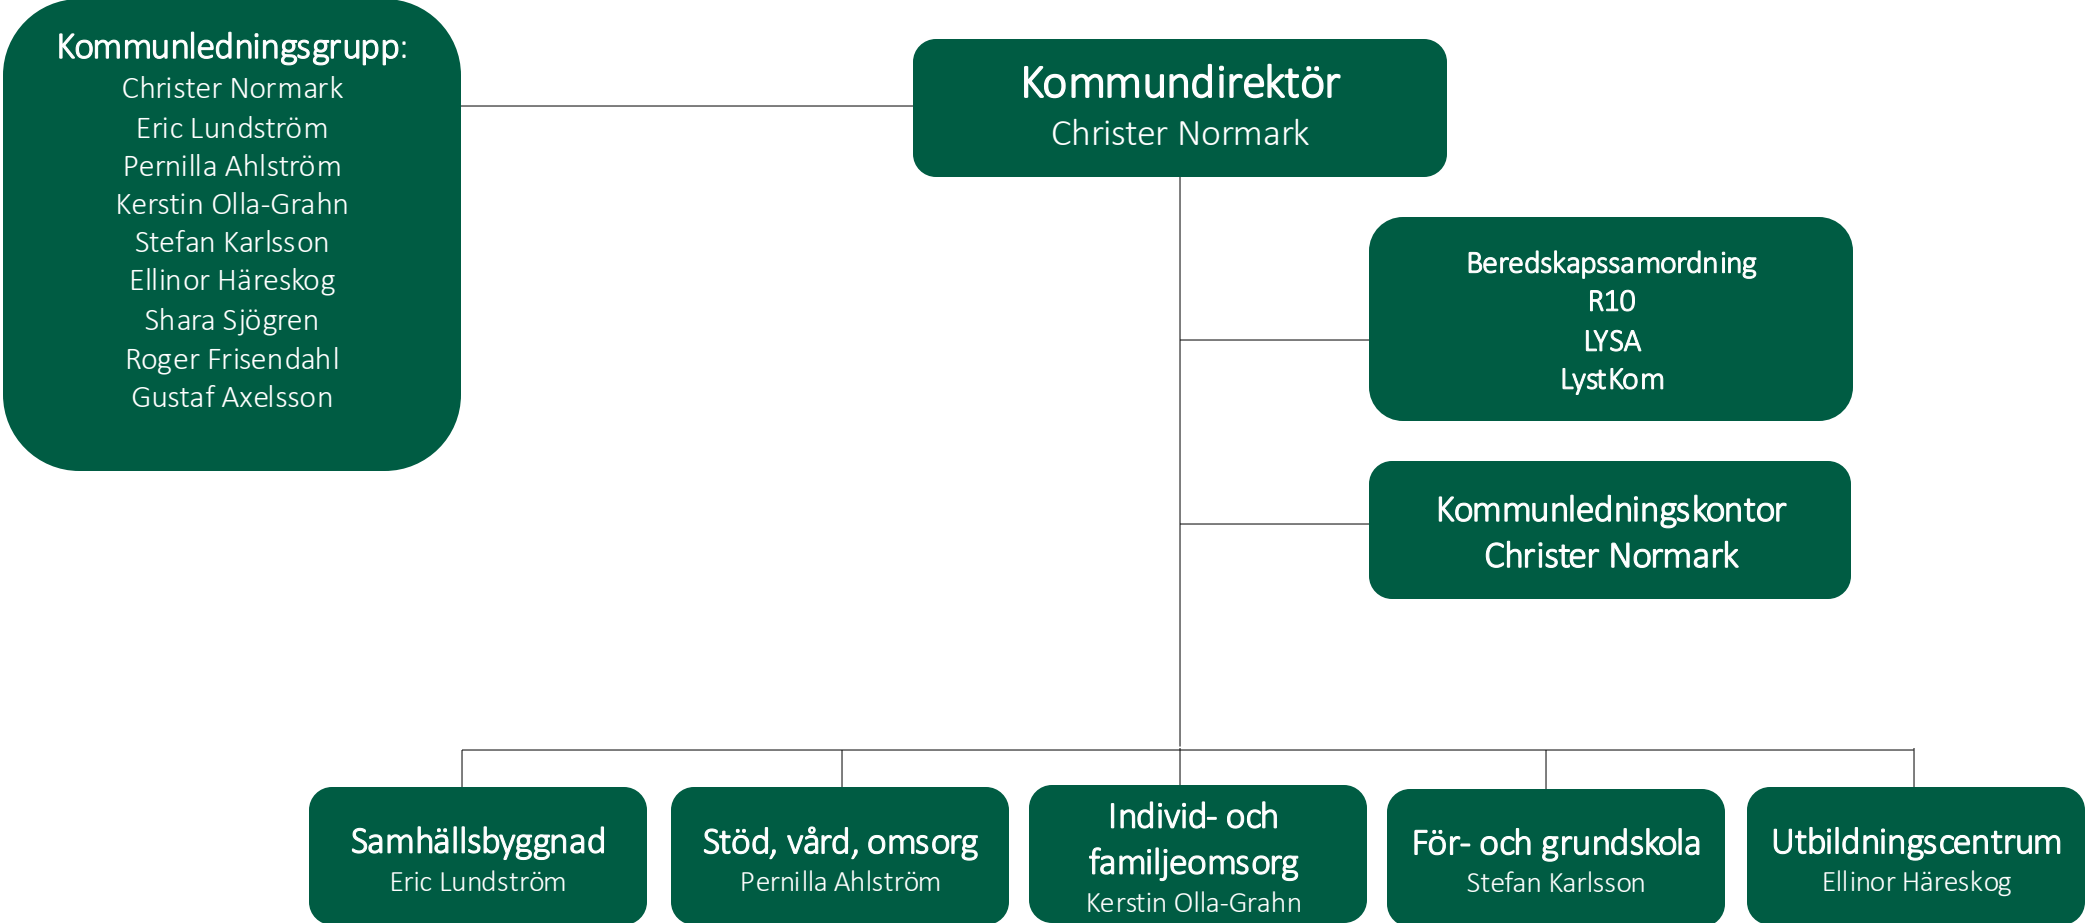 Kommunledningsgrupp:
Christer Normark
Eric Lundström
Pernilla Ahlström
Kerstin Olla-Grahn
Stefan Karlsson
Ellinor Häreskog
Shara Sjögren
Roger Frisendahl
Gustaf Axelsson
Kommundirektör
Christer Normark
Beredskapssamordning
R10
LYSA
LystKom
Kommunledningskontor
Christer Normark
Samhällsbyggnad
Eric Lundström
Stöd, vård, omsorg
Pernilla Ahlström
Individ- och
familjeomsorg
Kerstin Olla-Grahn
För- och grundskola
Stefan Karlsson
Utbildningscentrum
Ellinor Häreskog